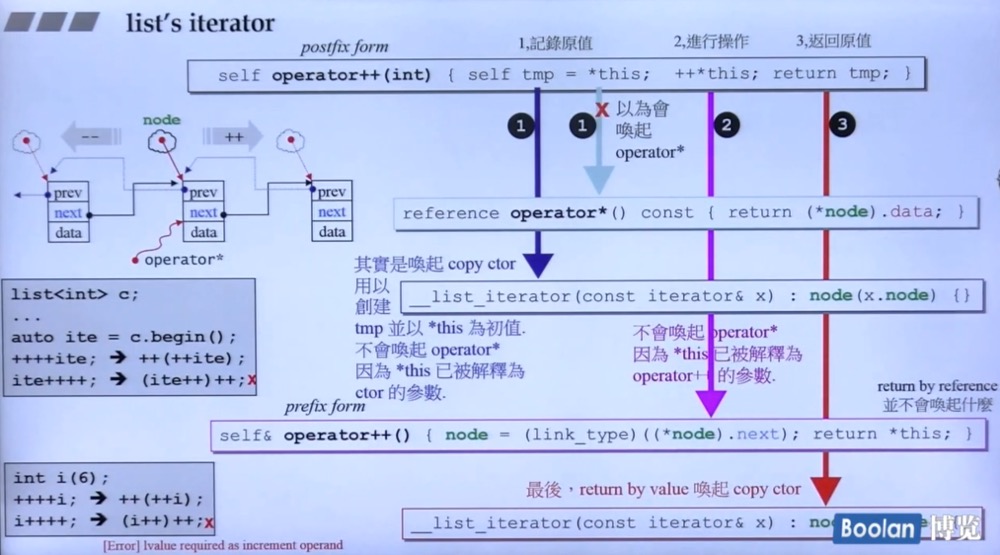 list's iterator
postfix form
1,記錄原值
2,進行操作
3,返回原值
self operator++(int) { self tmp = *this; ++*this; return tmp; }
node
--
++
1
1
x
以為會
喚起
operator*
2
3
prev
next
data
prev
next
data
prev
next
data
operator*
reference operator*() const { return (*node).data; }
其實是喚起 copy ctor
用以
創建
tmp 並以 *this 為初值.
不會喚起 operator*
因為 *this 已被解釋為
ctor 的參數.
__list_iterator(const iterator& x) : node(x.node) {}
不會喚起 operator*
因為 *this 已被解釋為
operator++ 的參數.
list<int> c;
...
auto ite = c.begin();
++++ite; ➔ ++(++ite);
ite++++; ➔ (ite++)++;x
return by reference
並不會喚起什麼
prefix form
self& operator++() { node = (link_type)((*node).next); return *this; }
int i(6);
++++i; ➔ ++(++i);
i++++; ➔ (i++)++;x
[Error] lvalue required as increment operand
最後，return by value 喚起 copy ctor
__list_iterator(const iterator& x) :
Boolan 博览